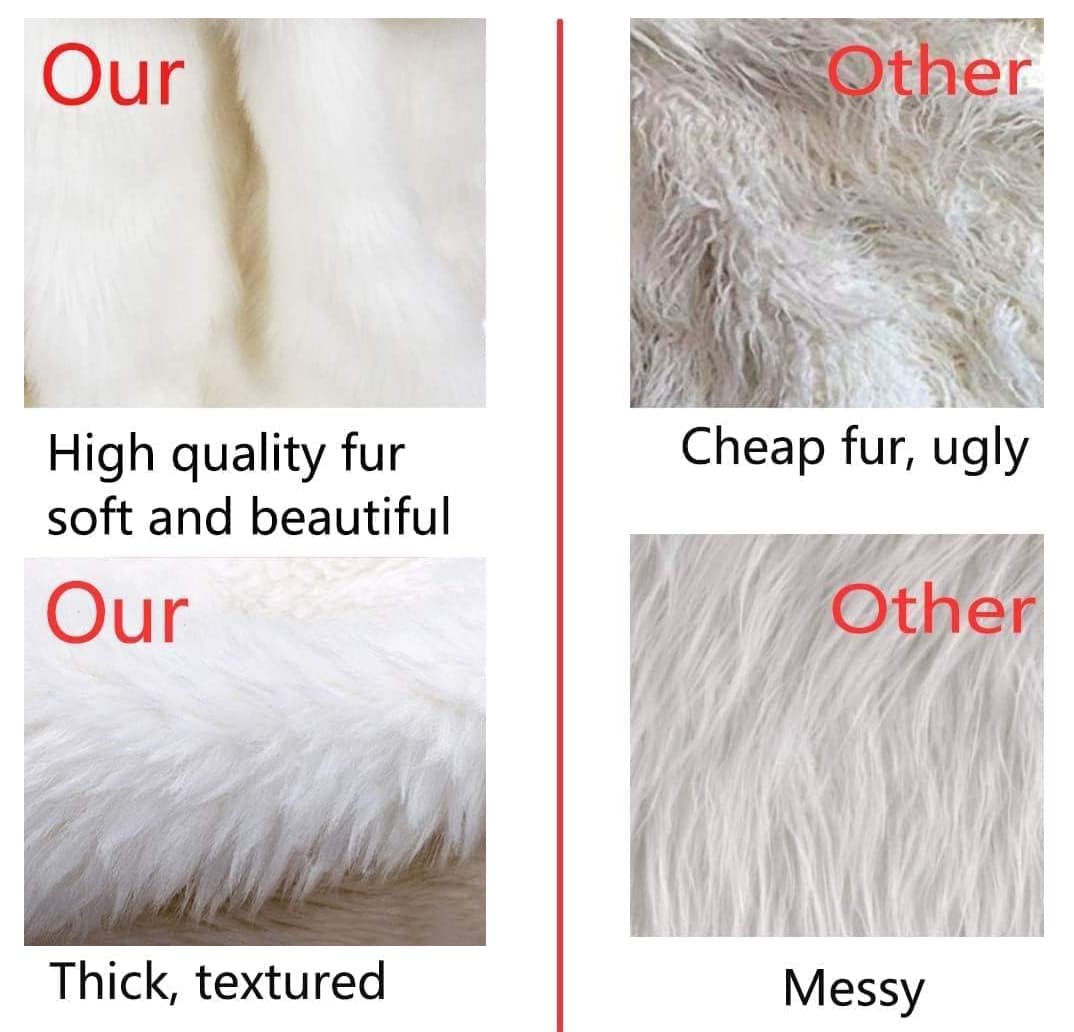 Our
High quality fur
soft and beautiful
Our
Thick, textured
Other
Cheap fur, ugly
Other
Messy